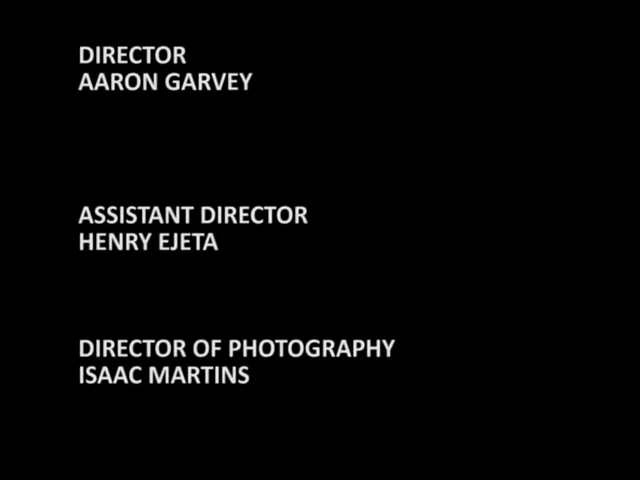 DIRECTOR
AARON GARVEY
ASSISTANT DIRECTOR
HENRY EJETA
DIRECTOR OF PHOTOGRAPHY
ISAAC MARTINS